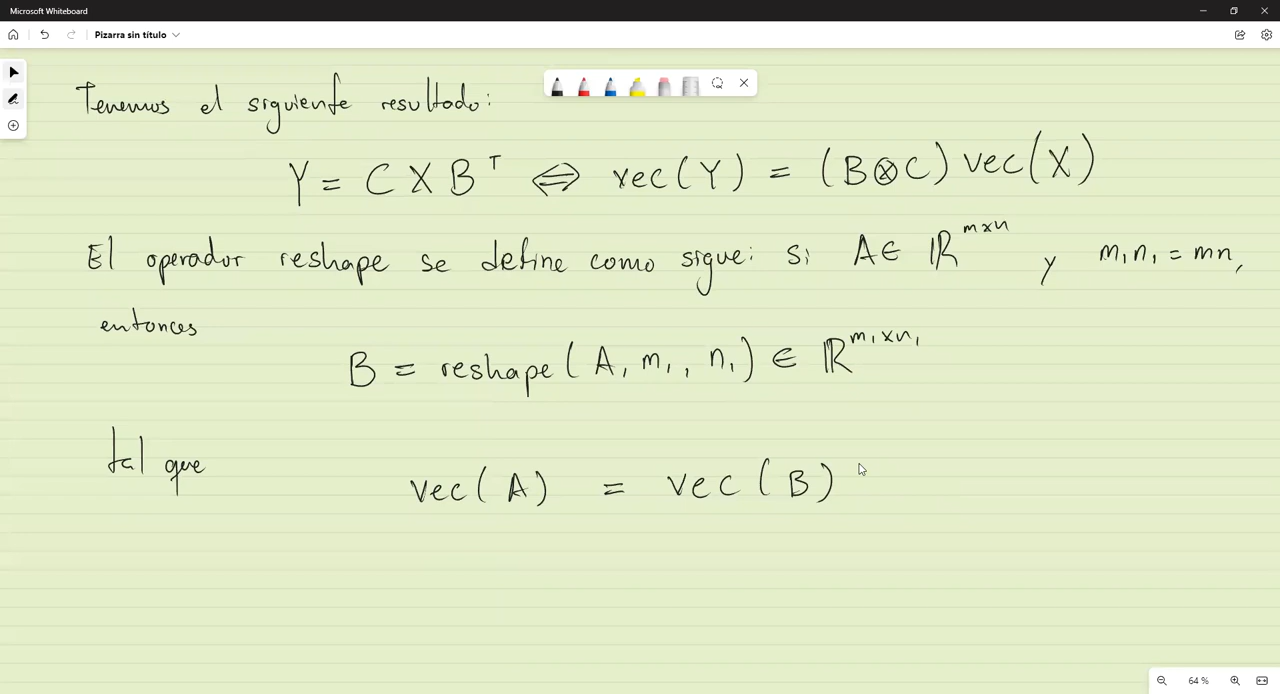 Microsoft Whiteboard
Pizarra sin título
Tenemos el siguiente resultado:
Y = C X Bᵀ ⇔ vec(Y) = (B ⊗ C) vec(X)
El operador reshape se define como sigue: si A ∈ ℝ^{m×n} y m₁n₁ = mn,
entonces
B = reshape(A, m₁, n₁) ∈ ℝ^{m₁×n₁}
tal que
vec(A) = vec(B)
64 %